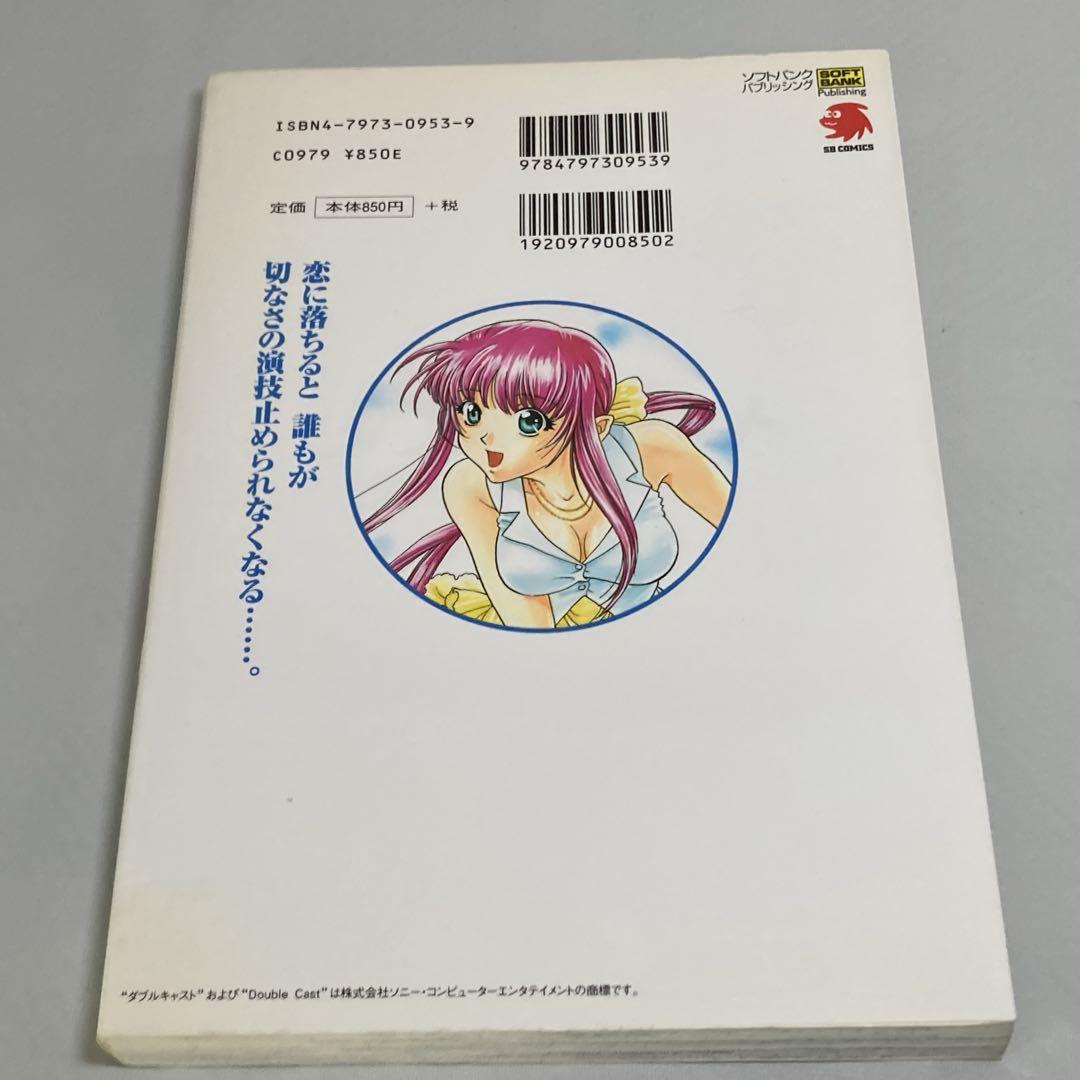 ソフトバンク
パブリッシング
SOFT
BANK
Publishing
SB COMICS
ISBN4-7973-0953-9
9784797309539
C0979 ¥850E
定価 本体850円 +税
1920979008502
恋に落ちると 誰もが
切なさの演技止められなくなる……。
“ダブルキャスト”および“Double Cast”は株式会社ソニー・コンピューターエンタテイメントの商標です。